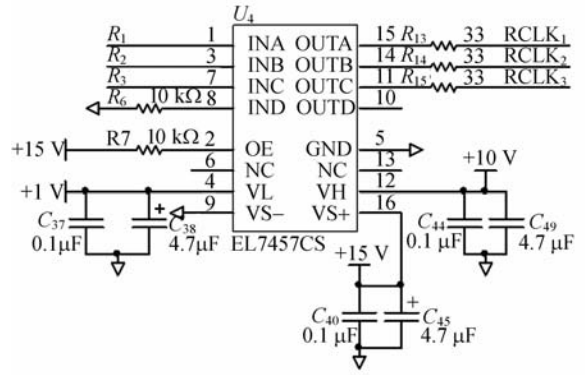 U4
R1 1 INA OUTA 15 R13 33 RCLK1
R2 3 INB OUTB 14 R14 33 RCLK2
R3 7 INC OUTC 11 R15 33 RCLK3
R6 10 kΩ 8 IND OUTD 10
+15 V R7 10 kΩ 2 OE GND 5
6 NC NC 13 +10 V
+1 V 4 VL VH 12
9 VS− VS+ 16
C37 + C38 C44 C49
0.1μF 4.7μF EL7457CS +15 V 0.1 μF 4.7 μF
C40 + C45
0.1 μF 4.7 μF